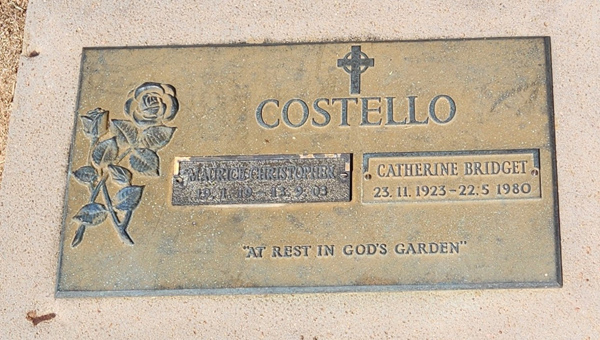 COSTELLO
MAURICE CHRISTOPHER
CATHERINE BRIDGET
23.11.1923-22.5 1980
"AT REST IN GOD'S GARDEN"